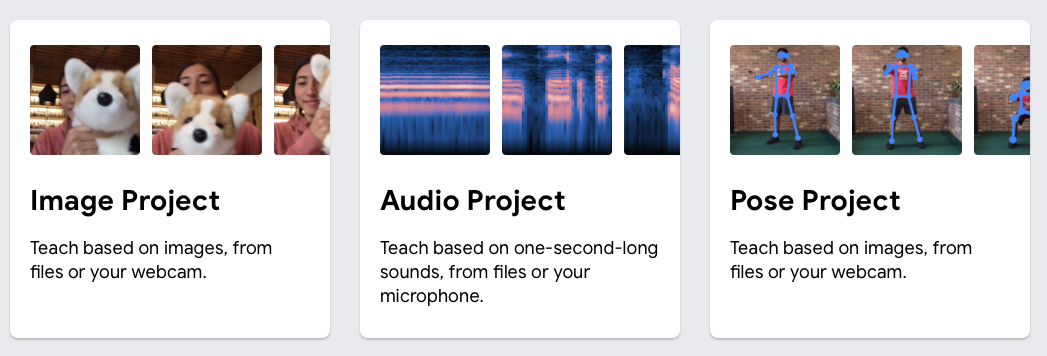 Image Project
Teach based on images, from
files or your webcam.
Audio Project
Teach based on one-second-long
sounds, from files or your
microphone.
Pose Project
Teach based on images, from
files or your webcam.